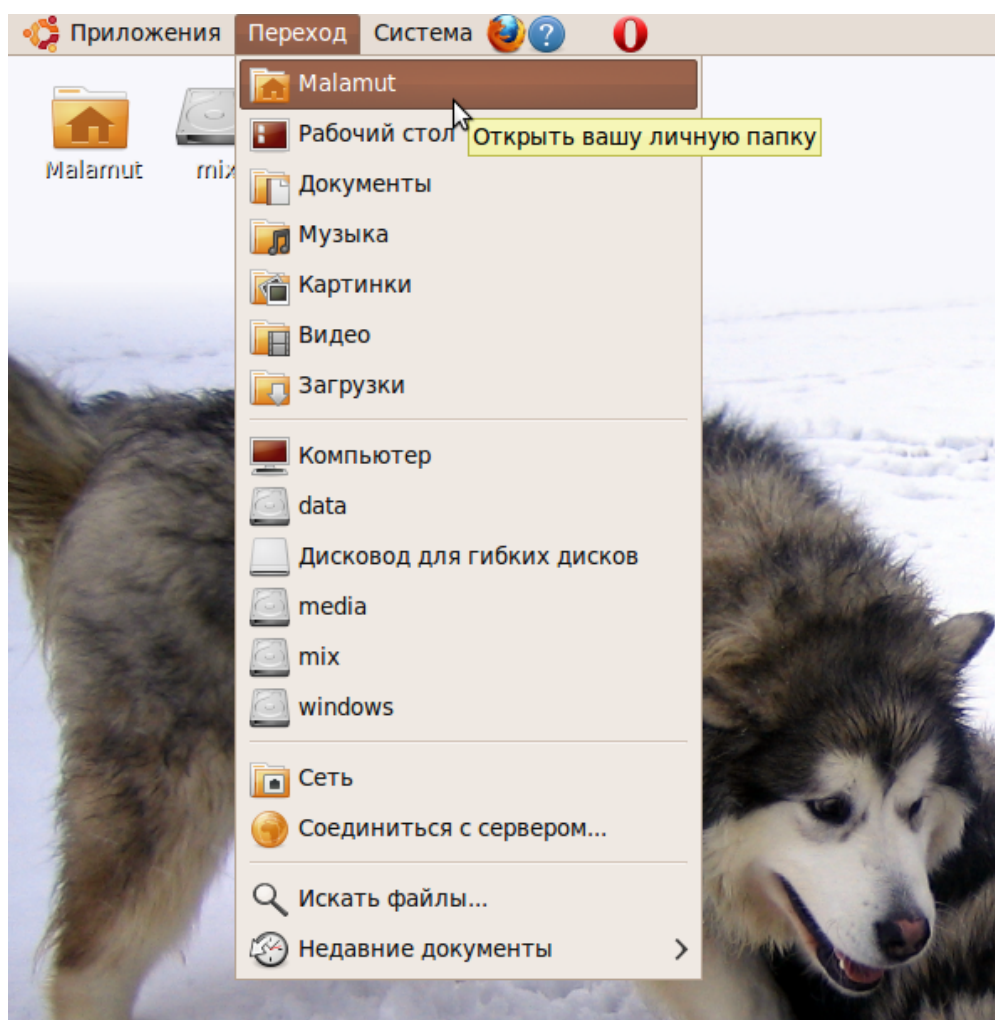 Приложения Переход Система
Malamut
Открыть вашу личную папку
Рабочий стол
Документы
Музыка
Картинки
Видео
Загрузки
Компьютер
data
Дисковод для гибких дисков
media
mix
windows
Сеть
Соединиться с сервером...
Искать файлы...
Недавние документы
Malamut mix